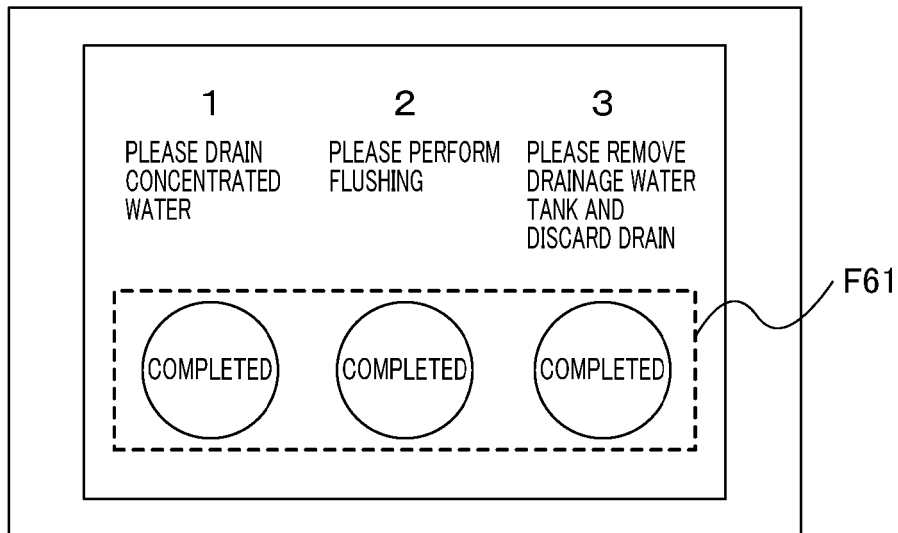 1
PLEASE DRAIN
CONCENTRATED
WATER
2
PLEASE PERFORM
FLUSHING
3
PLEASE REMOVE
DRAINAGE WATER
TANK AND
DISCARD DRAIN
COMPLETED
COMPLETED
COMPLETED
F61